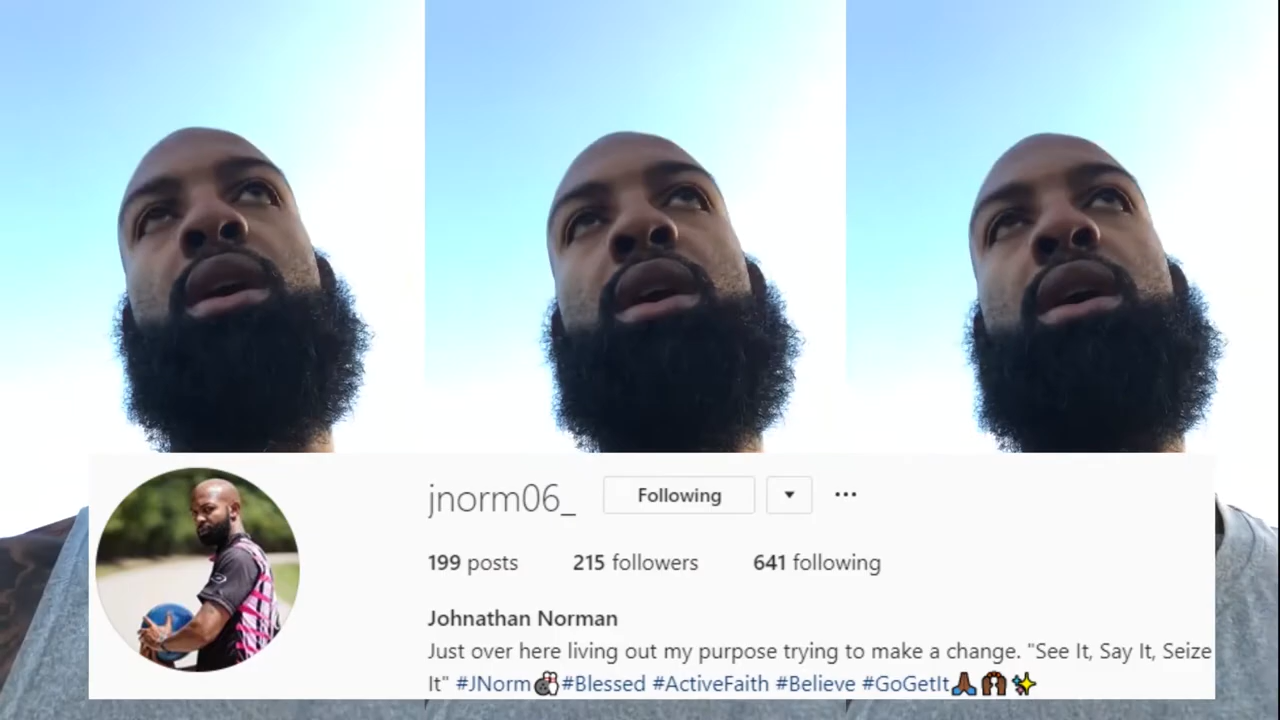 jnorm06_ Following
199 posts 215 followers 641 following
Johnathan Norman
Just over here living out my purpose trying to make a change. "See It, Say It, Seize
It" #JNorm🎳#Blessed #ActiveFaith #Believe #GoGetIt🙏🏾🙌🏾✨